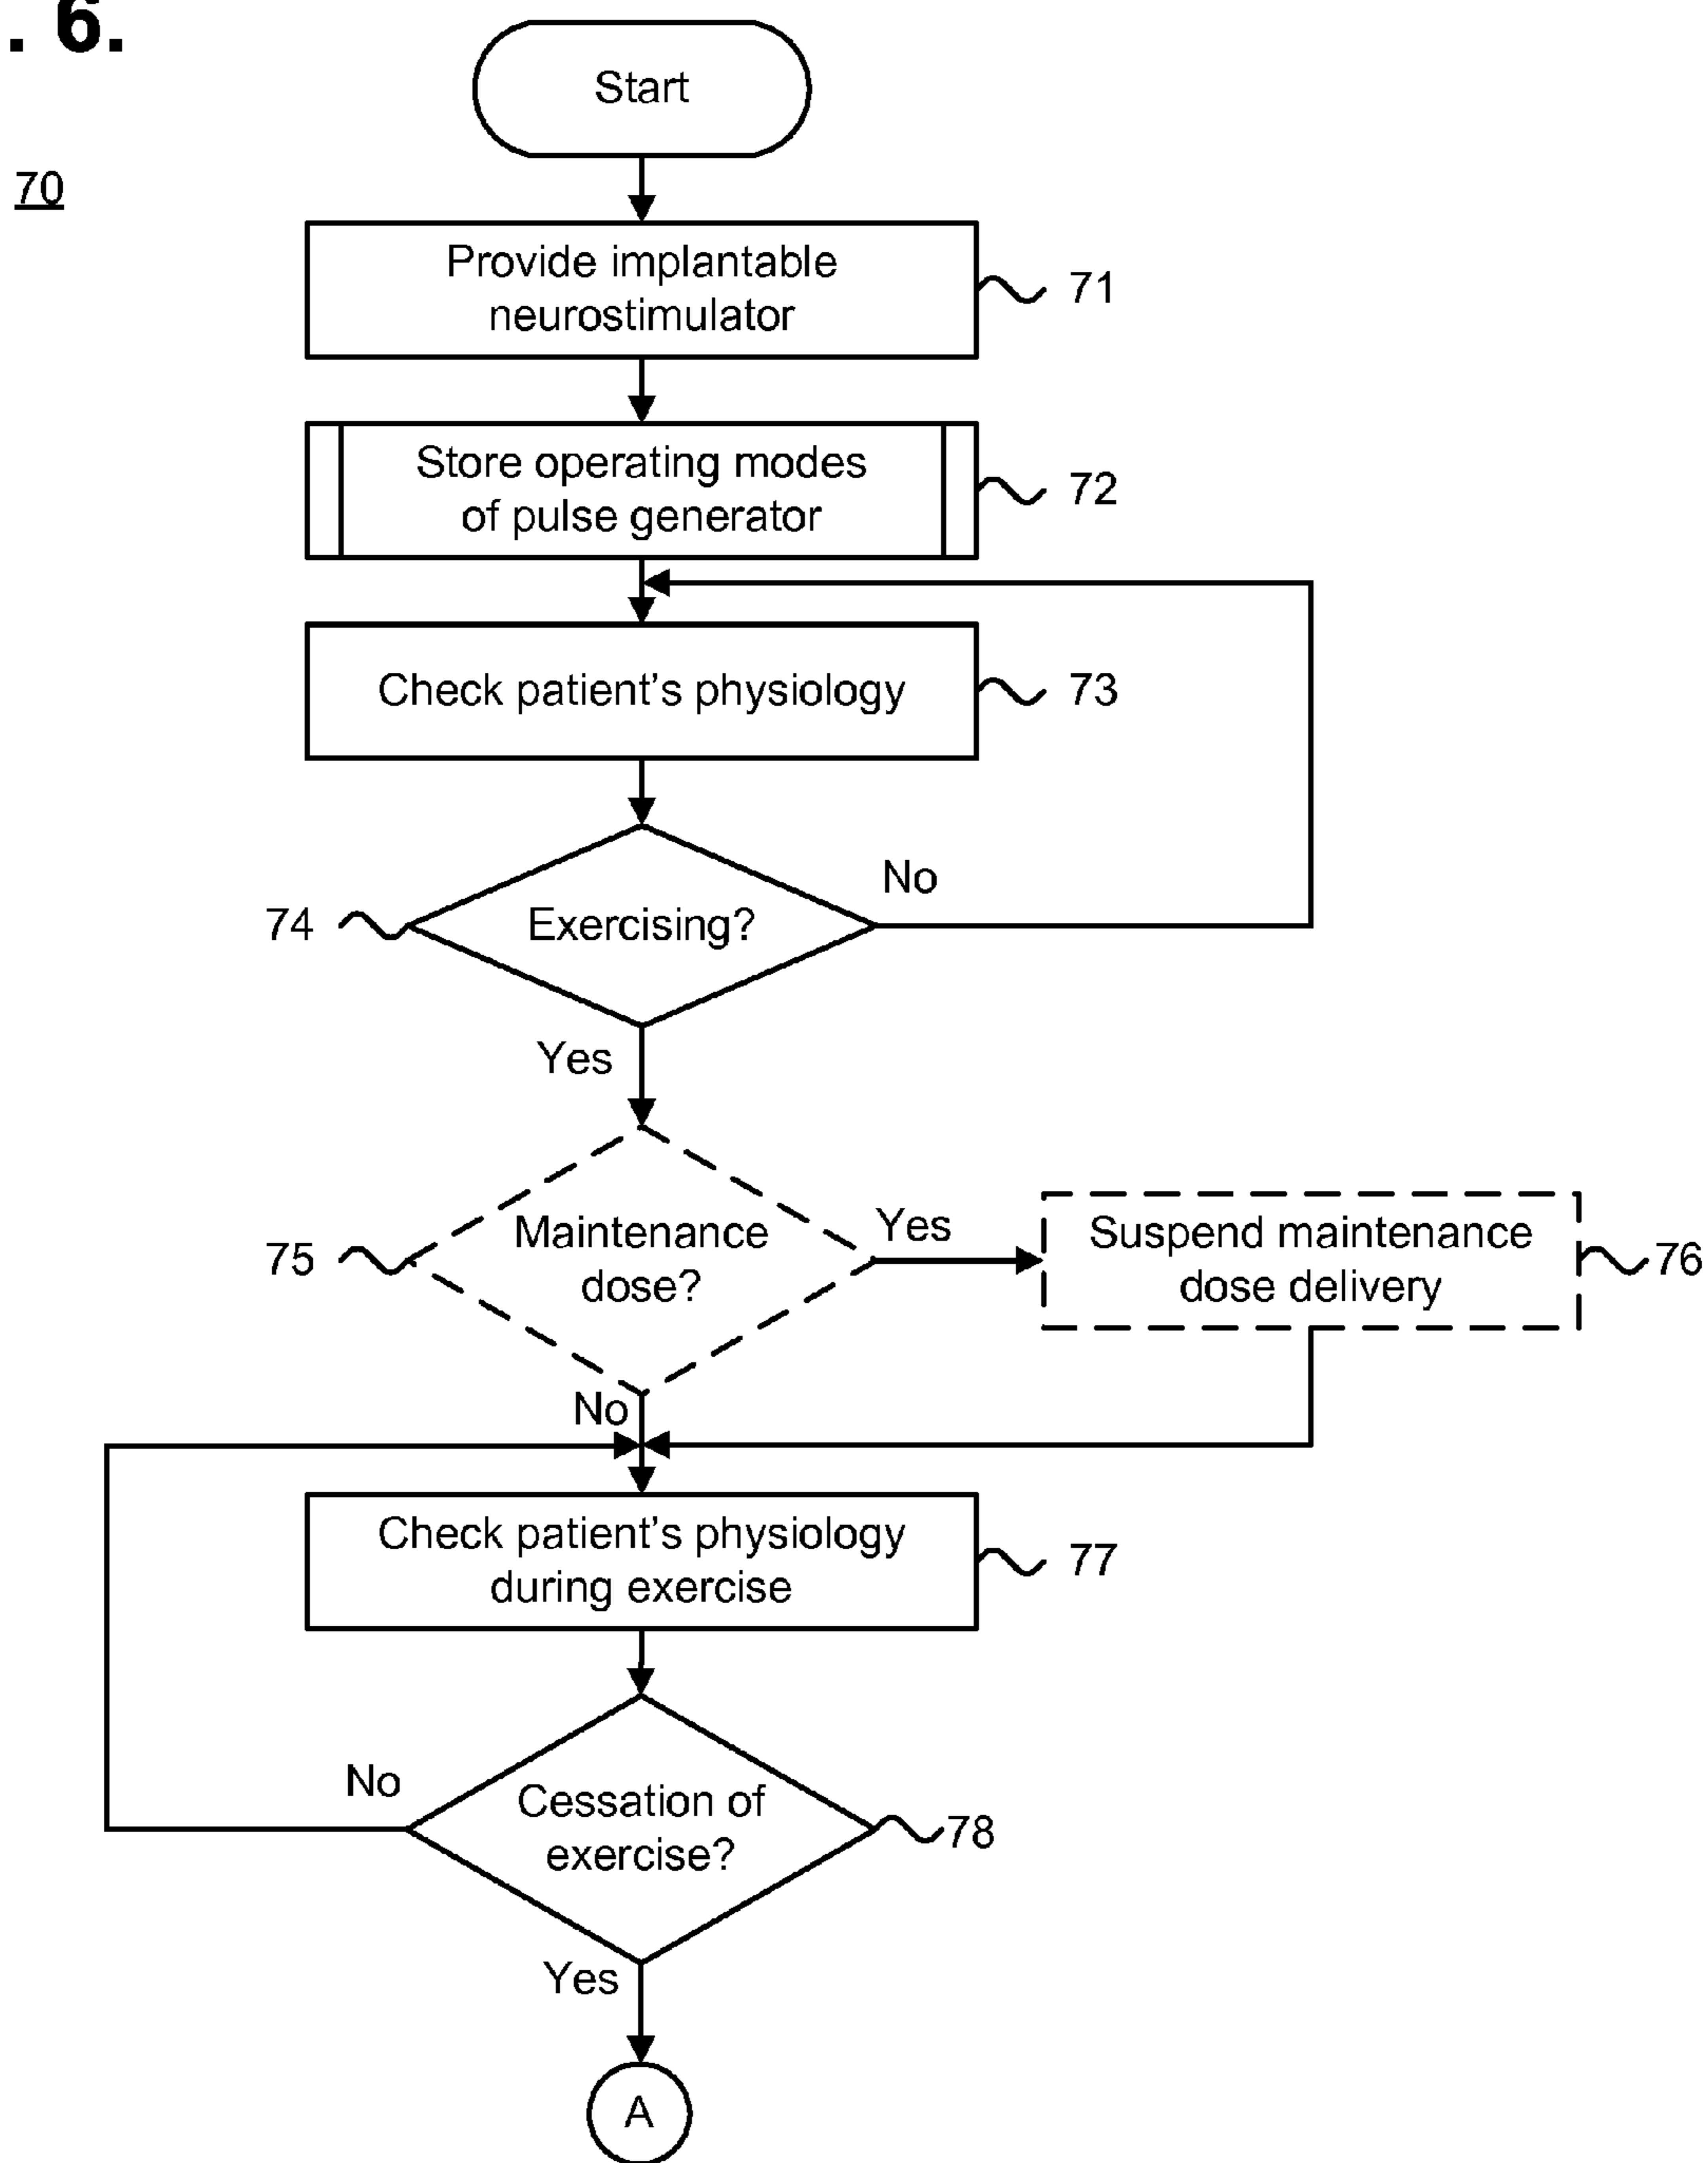 . 6.
Start
70
Provide implantable
neurostimulator
71
Store operating modes
of pulse generator
72
Check patient's physiology
73
No
74
Exercising?
Yes
Maintenance
dose?
75
Yes
Suspend maintenance
dose delivery
76
No
Check patient's physiology
during exercise
77
No
Cessation of
exercise?
78
Yes
A